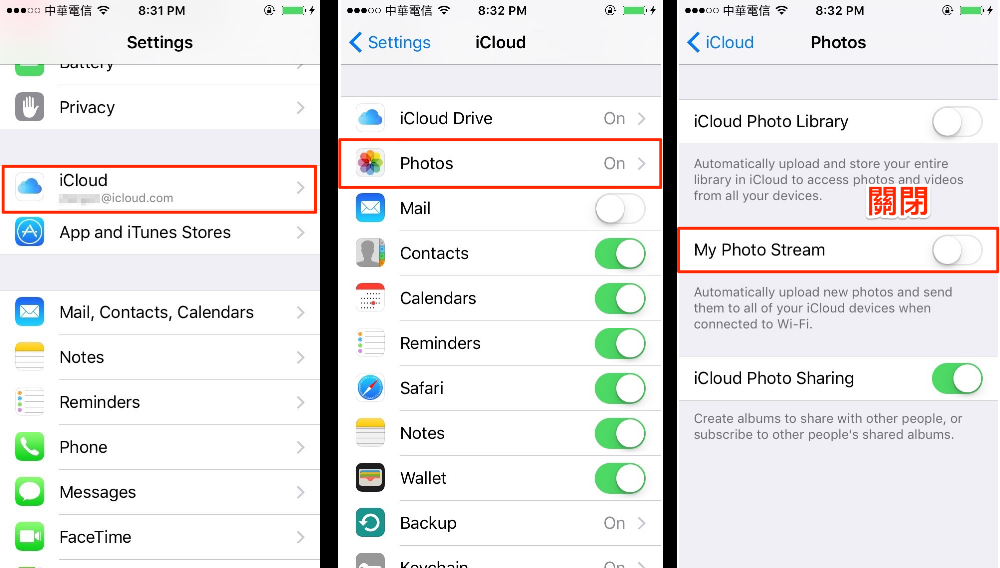 中華電信
8:31 PM
Settings
Battery
Privacy
iCloud
@icloud.com
App and iTunes Stores
Mail, Contacts, Calendars
Notes
Reminders
Phone
Messages
FaceTime
中華電信
8:32 PM
Settings
iCloud
iCloud Drive
On
Photos
On
Mail
Contacts
Calendars
Reminders
Safari
Notes
Wallet
Backup
On
Keychain
On
中華電信
8:32 PM
iCloud
Photos
iCloud Photo Library
Automatically upload and store your entire
library in iCloud to access photos and videos
from all your devices.
關閉
My Photo Stream
Automatically upload new photos and send
them to all of your iCloud devices when
connected to Wi-Fi.
iCloud Photo Sharing
Create albums to share with other people, or
subscribe to other people's shared albums.